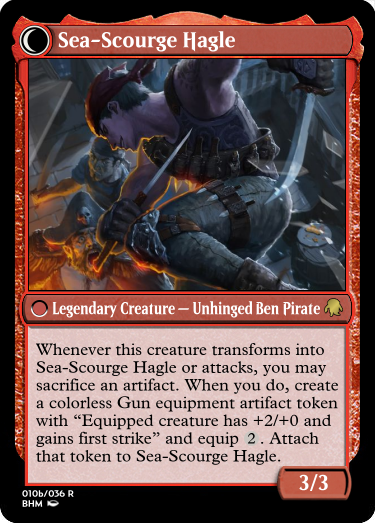 Sea-Scourge Hagle
Legendary Creature — Unhinged Ben Pirate
Whenever this creature transforms into
Sea-Scourge Hagle or attacks, you may
sacrifice an artifact. When you do, create
a colorless Gun equipment artifact token
with “Equipped creature has +2/+0 and
gains first strike” and equip 2. Attach
that token to Sea-Scourge Hagle.
3/3
010b/036 R
BHM